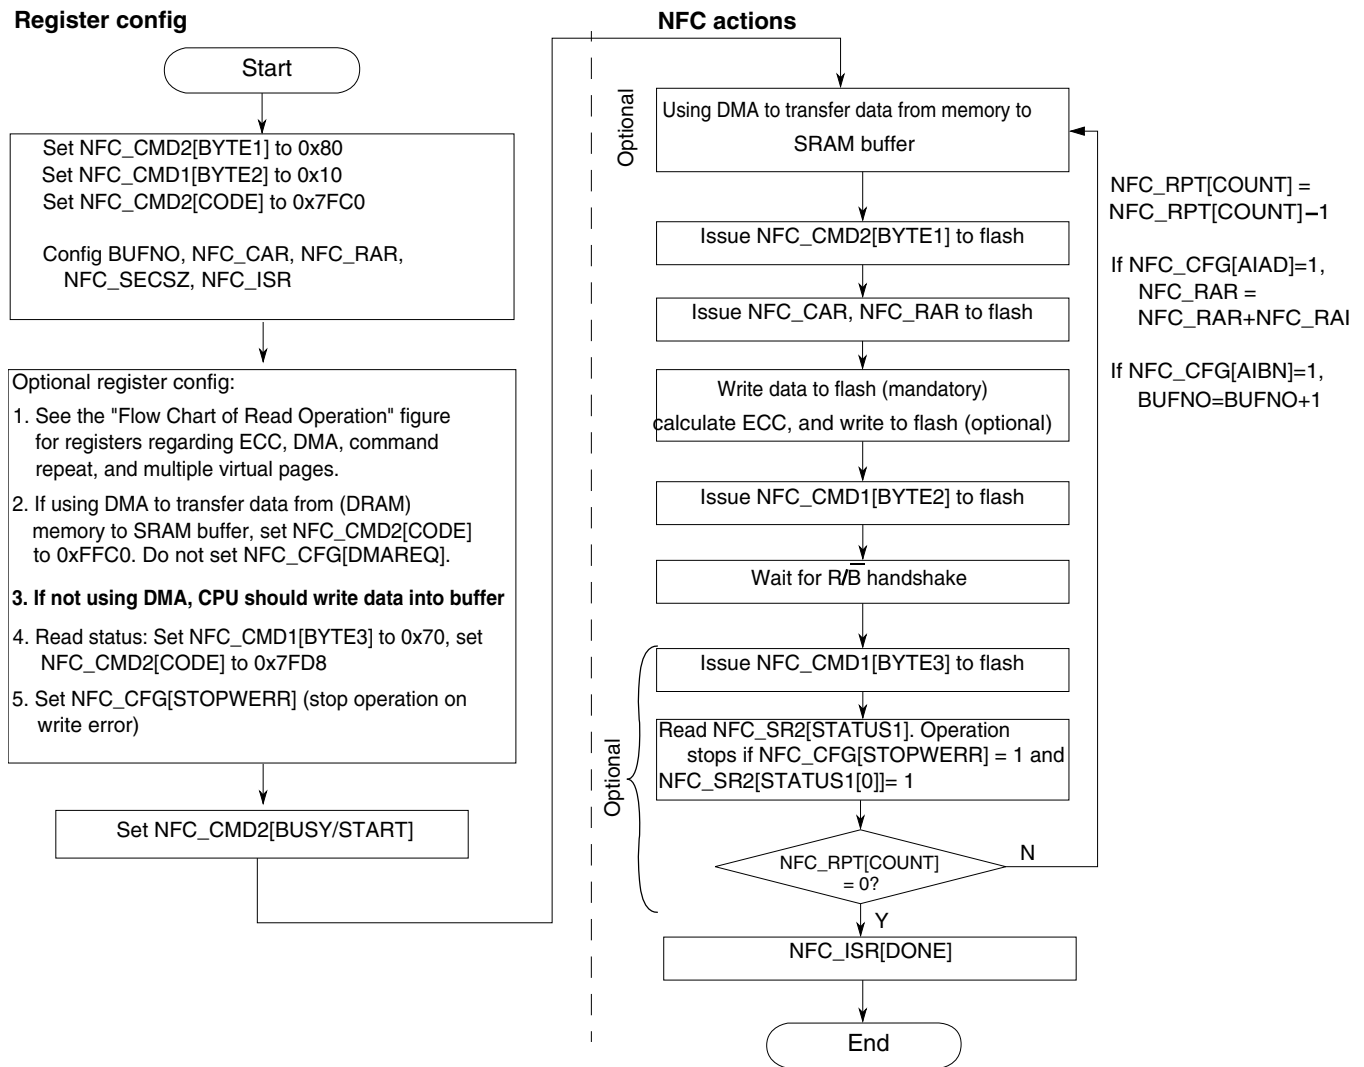 Register config
Start
Set NFC_CMD2[BYTE1] to 0x80
Set NFC_CMD1[BYTE2] to 0x10
Set NFC_CMD2[CODE] to 0x7FC0
Config BUFNO, NFC_CAR, NFC_RAR,
NFC_SECSZ, NFC_ISR
Optional register config:
1. See the "Flow Chart of Read Operation" figure
for registers regarding ECC, DMA, command
repeat, and multiple virtual pages.
2. If using DMA to transfer data from (DRAM)
memory to SRAM buffer, set NFC_CMD2[CODE]
to 0xFFC0. Do not set NFC_CFG[DMAREQ].
3. If not using DMA, CPU should write data into buffer
4. Read status: Set NFC_CMD1[BYTE3] to 0x70, set
NFC_CMD2[CODE] to 0x7FD8
5. Set NFC_CFG[STOPWERR] (stop operation on
write error)
Set NFC_CMD2[BUSY/START]
NFC actions
Optional
Using DMA to transfer data from memory to
SRAM buffer
Issue NFC_CMD2[BYTE1] to flash
Issue NFC_CAR, NFC_RAR to flash
Write data to flash (mandatory)
calculate ECC, and write to flash (optional)
Issue NFC_CMD1[BYTE2] to flash
Wait for R/B̅ handshake
Optional
Issue NFC_CMD1[BYTE3] to flash
Read NFC_SR2[STATUS1]. Operation
stops if NFC_CFG[STOPWERR] = 1 and
NFC_SR2[STATUS1[0]]= 1
NFC_RPT[COUNT]
= 0?
N
Y
NFC_ISR[DONE]
End
NFC_RPT[COUNT] =
NFC_RPT[COUNT]–1
If NFC_CFG[AIAD]=1,
NFC_RAR =
NFC_RAR+NFC_RAI
If NFC_CFG[AIBN]=1,
BUFNO=BUFNO+1